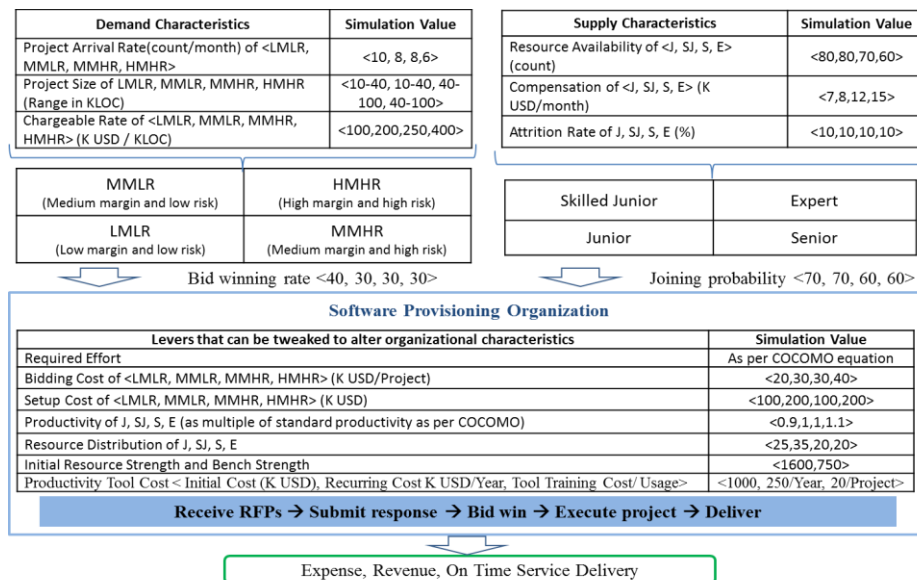 Demand Characteristics Simulation Value
Project Arrival Rate(count/month) of <LMLR,
MMLR, MMHR, HMHR> <10, 8, 8,6>
Project Size of LMLR, MMLR, MMHR, HMHR
(Range in KLOC) <10-40, 10-40, 40-
100, 40-100>
Chargeable Rate of <LMLR, MMLR, MMHR,
HMHR> (K USD / KLOC) <100,200,250,400>
Supply Characteristics Simulation Value
Resource Availability of <J, SJ, S, E>
(count) <80,80,70,60>
Compensation of <J, SJ, S, E> (K
USD/month) <7,8,12,15>
Attrition Rate of J, SJ, S, E (%) <10,10,10,10>
MMLR HMHR
(Medium margin and low risk) (High margin and high risk)
LMLR MMHR
(Low margin and low risk) (Medium margin and high risk)
Skilled Junior Expert
Junior Senior
Bid winning rate <40, 30, 30, 30>
Joining probability <70, 70, 60, 60>
Software Provisioning Organization
Levers that can be tweaked to alter organizational characteristics Simulation Value
Required Effort As per COCOMO equation
Bidding Cost of <LMLR, MMLR, MMHR, HMHR> (K USD/Project) <20,30,30,40>
Setup Cost of <LMLR, MMLR, MMHR, HMHR> (K USD) <100,200,100,200>
Productivity of J, SJ, S, E (as multiple of standard productivity as per COCOMO) <0.9,1,1,1.1>
Resource Distribution of J, SJ, S, E <25,35,20,20>
Initial Resource Strength and Bench Strength <1600,750>
Productivity Tool Cost < Initial Cost (K USD), Recurring Cost K USD/Year, Tool Training Cost/ Usage> <1000, 250/Year, 20/Project>
Receive RFPs → Submit response → Bid win → Execute project → Deliver
Expense, Revenue, On Time Service Delivery